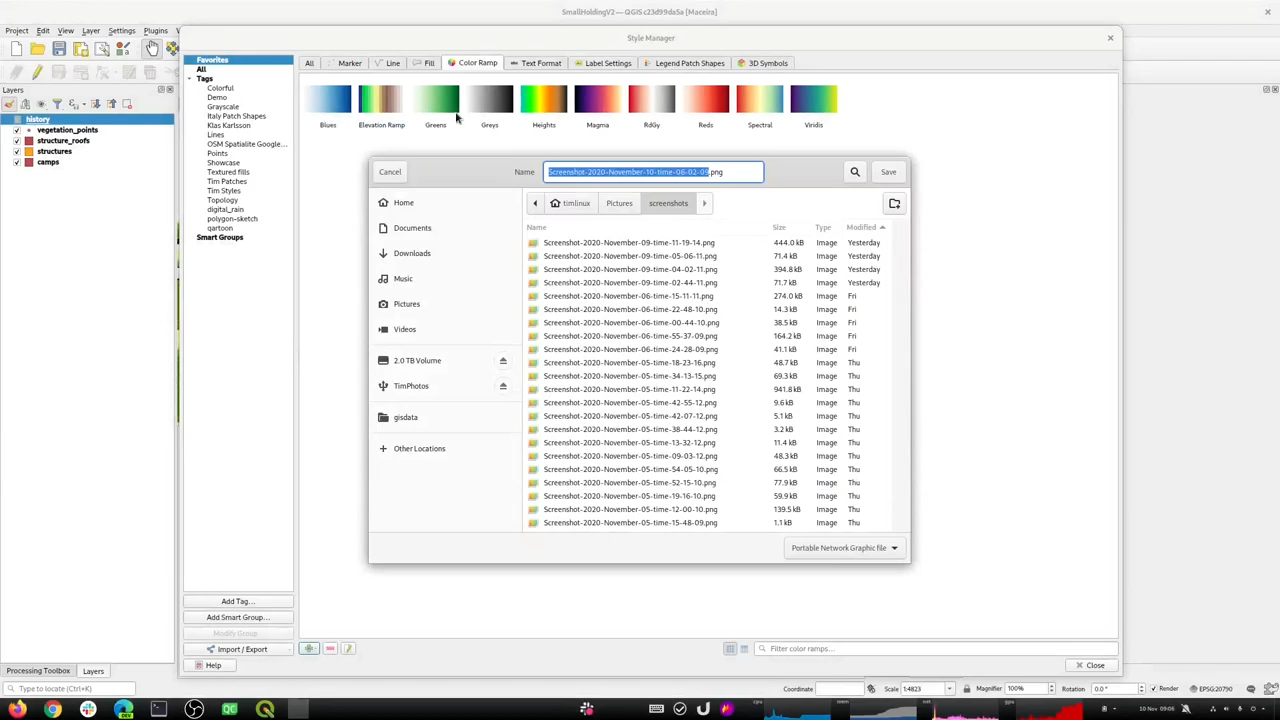 SmallHoldingV2 — QGIS c23d99da5a [Maceira]
Project Edit View Layer Settings Plugins
Style Manager
Layers
history
vegetation_points
structure_roofs
structures
camps
Favorites
All
Tags
Colorful
Demo
Grayscale
Italy Patch Shapes
Klas Karlsson
Lines
OSM Spatialite Google...
Points
Showcase
Textured fills
Tim Patches
Tim Styles
Topology
digital_rain
polygon-sketch
qartoon
Smart Groups
All Marker Line Fill Color Ramp Text Format Label Settings Legend Patch Shapes 3D Symbols
Blues Elevation Ramp Greens Greys Heights Magma RdGy Reds Spectral Viridis
Cancel Name Screenshot-2020-November-10-time-06-02-09.png Save
timlinux Pictures screenshots
Home
Documents
Downloads
Music
Pictures
Videos
2.0 TB Volume
TimPhotos
gisdata
Other Locations
Name Size Type Modified
Screenshot-2020-November-09-time-11-19-14.png 444.0 kB Image Yesterday
Screenshot-2020-November-09-time-05-06-11.png 71.4 kB Image Yesterday
Screenshot-2020-November-09-time-04-02-11.png 394.8 kB Image Yesterday
Screenshot-2020-November-09-time-02-44-11.png 71.7 kB Image Yesterday
Screenshot-2020-November-06-time-15-11-11.png 274.0 kB Image Fri
Screenshot-2020-November-06-time-22-48-10.png 14.3 kB Image Fri
Screenshot-2020-November-06-time-00-44-10.png 38.5 kB Image Fri
Screenshot-2020-November-06-time-55-37-09.png 164.2 kB Image Fri
Screenshot-2020-November-06-time-24-28-09.png 41.1 kB Image Fri
Screenshot-2020-November-05-time-18-23-16.png 48.7 kB Image Thu
Screenshot-2020-November-05-time-34-13-15.png 69.3 kB Image Thu
Screenshot-2020-November-05-time-11-22-14.png 941.8 kB Image Thu
Screenshot-2020-November-05-time-42-55-12.png 9.6 kB Image Thu
Screenshot-2020-November-05-time-42-07-12.png 5.1 kB Image Thu
Screenshot-2020-November-05-time-38-44-12.png 3.2 kB Image Thu
Screenshot-2020-November-05-time-13-32-12.png 11.4 kB Image Thu
Screenshot-2020-November-05-time-09-03-12.png 48.3 kB Image Thu
Screenshot-2020-November-05-time-54-05-10.png 66.5 kB Image Thu
Screenshot-2020-November-05-time-52-15-10.png 77.9 kB Image Thu
Screenshot-2020-November-05-time-19-16-10.png 59.9 kB Image Thu
Screenshot-2020-November-05-time-12-00-10.png 139.5 kB Image Thu
Screenshot-2020-November-05-time-15-48-09.png 1.1 kB Image Thu
Portable Network Graphic file
Add Tag...
Add Smart Group...
Modify Group
Import / Export
Filter color ramps...
Help
Close
Processing Toolbox Layers
Type to locate (Ctrl+K)
Coordinate Scale 1:4823 Magnifier 100% Rotation 0.0 ° Render EPSG:20790
10 Nov 09:06